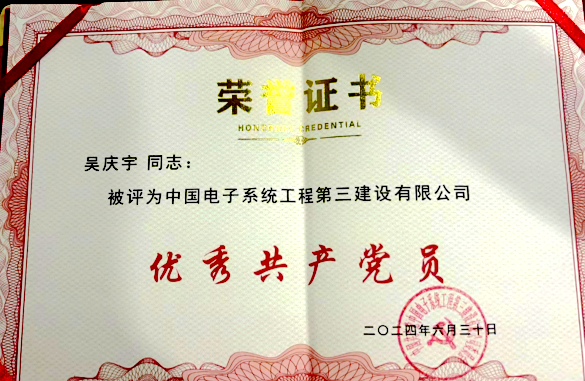 荣誉证书
HONORARY CREDENTIAL
吴庆宇 同志：
被评为中国电子系统工程第三建设有限公司
优秀共产党员
二〇二四年六月三十日